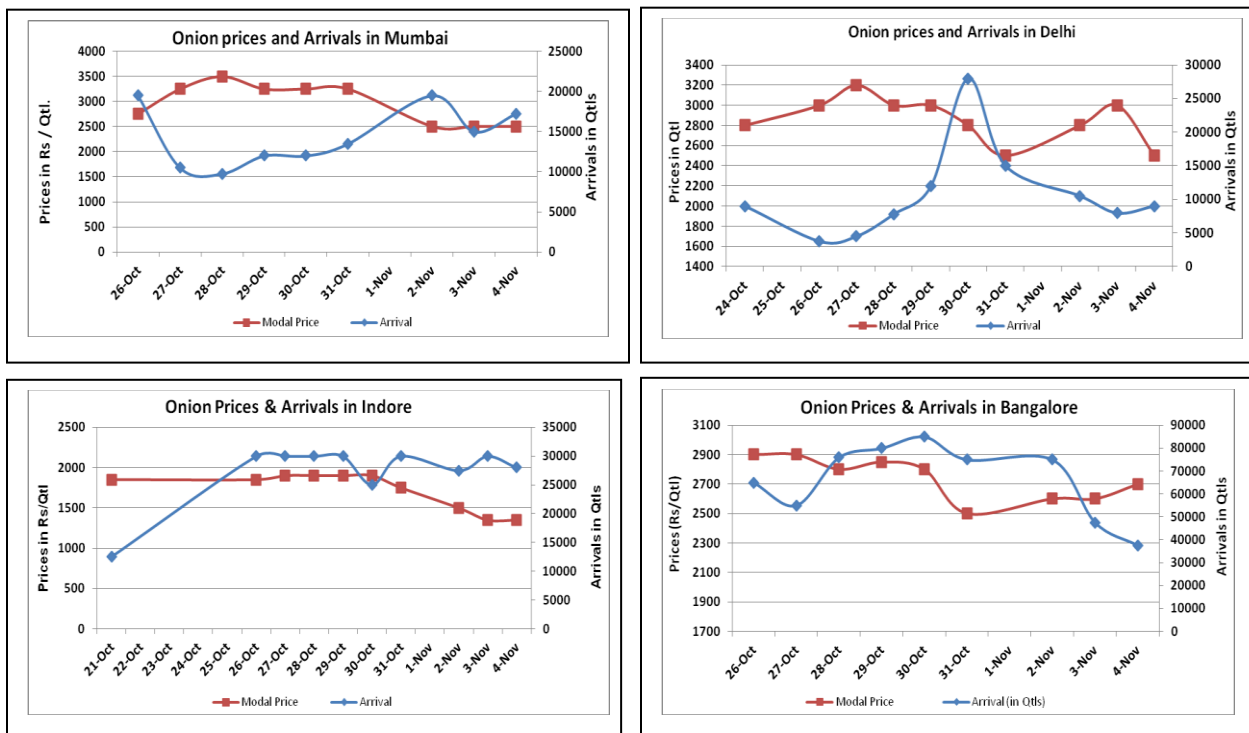 Onion prices and Arrivals in Mumbai
Prices in Rs / Qtl.
4000
3500
3000
2500
2000
1500
1000
500
0
25000
20000
15000
10000
5000
0
Arrivals in Qtls
26-Oct
27-Oct
28-Oct
29-Oct
30-Oct
31-Oct
1-Nov
2-Nov
3-Nov
4-Nov
Modal Price
Arrival
Onion prices and Arrivals in Delhi
Prices in Qtl
3400
3200
3000
2800
2600
2400
2200
2000
1800
1600
1400
30000
25000
20000
15000
10000
5000
0
Arrivals in Qtls
24-Oct
25-Oct
26-Oct
27-Oct
28-Oct
29-Oct
30-Oct
31-Oct
1-Nov
2-Nov
3-Nov
4-Nov
Modal Price
Arrival
Onion Prices & Arrivals in Indore
Prices in Rs/Qtl
2500
2000
1500
1000
500
0
35000
30000
25000
20000
15000
10000
5000
0
Arrivals in Qtls
21-Oct
22-Oct
23-Oct
24-Oct
25-Oct
26-Oct
27-Oct
28-Oct
29-Oct
30-Oct
31-Oct
1-Nov
2-Nov
3-Nov
4-Nov
Modal Price
Arrival
Onion Prices & Arrivals in Bangalore
Prices (Rs/Qtl)
3100
2900
2700
2500
2300
2100
1900
1700
90000
80000
70000
60000
50000
40000
30000
20000
10000
0
Arrivals in Qtls
26-Oct
27-Oct
28-Oct
29-Oct
30-Oct
31-Oct
1-Nov
2-Nov
3-Nov
4-Nov
Modal Price
Arrival (in Qtls)